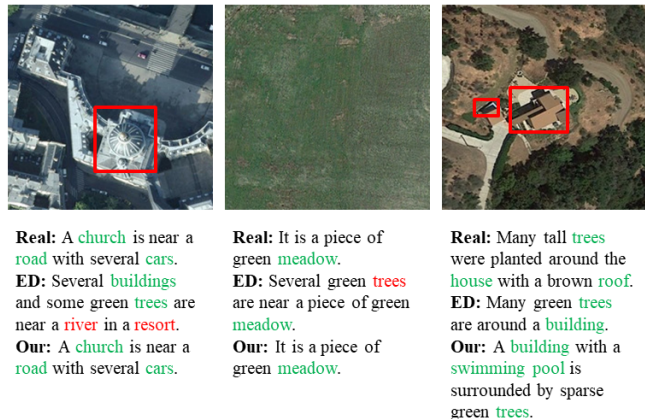 Real: A church is near a
road with several cars.
ED: Several buildings
and some green trees are
near a river in a resort.
Our: A church is near a
road with several cars.
Real: It is a piece of
green meadow.
ED: Several green trees
are near a piece of green
meadow.
Our: It is a piece of
green meadow.
Real: Many tall trees
were planted around the
house with a brown roof.
ED: Many green trees
are around a building.
Our: A building with a
swimming pool is
surrounded by sparse
green trees.